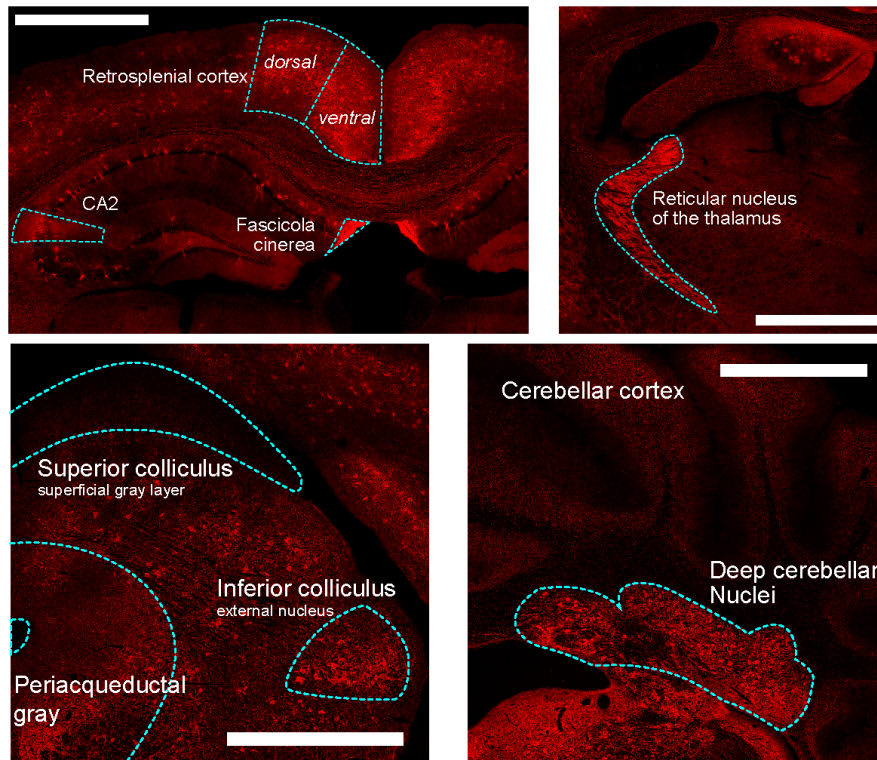 Retrosplenial cortex
dorsal
ventral
CA2
Fascicola
cinerea
Reticular nucleus
of the thalamus
Superior colliculus
superficial gray layer
Inferior colliculus
external nucleus
Periacqueductal
gray
Cerebellar cortex
Deep cerebellar
Nuclei